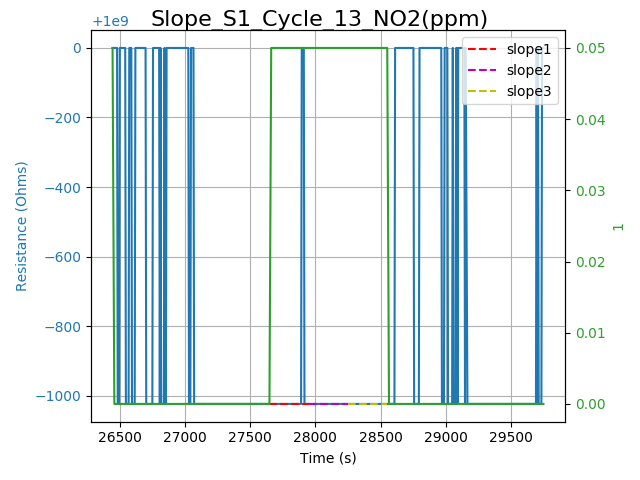 Slope_S1_Cycle_13_NO2(ppm)
+1e9
slope1
slope2
slope3
0
−200
−400
−600
−800
−1000
Resistance (Ohms)
0.05
0.04
0.03
0.02
0.01
0.00
1
26500 27000 27500 28000 28500 29000 29500
Time (s)